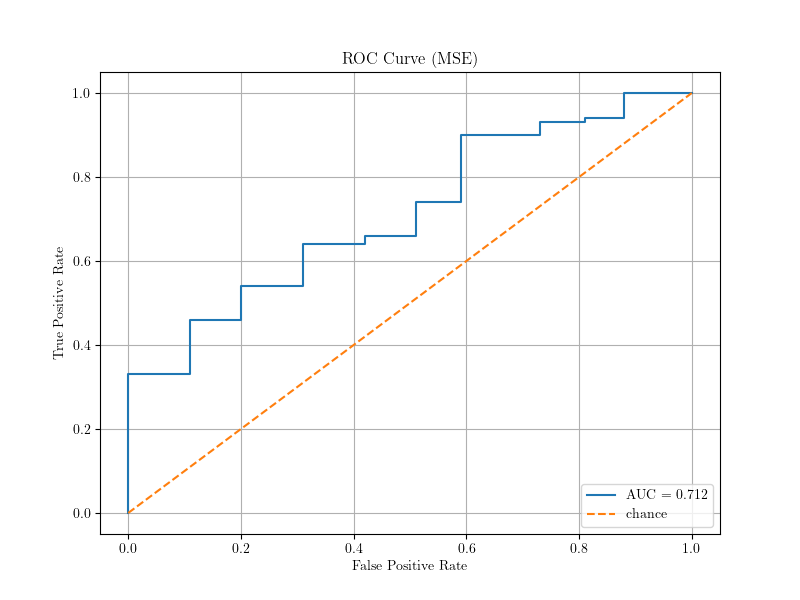 ROC Curve (MSE)
True Positive Rate
1.0
0.8
0.6
0.4
0.2
0.0
AUC = 0.712
chance
0.0 0.2 0.4 0.6 0.8 1.0
False Positive Rate